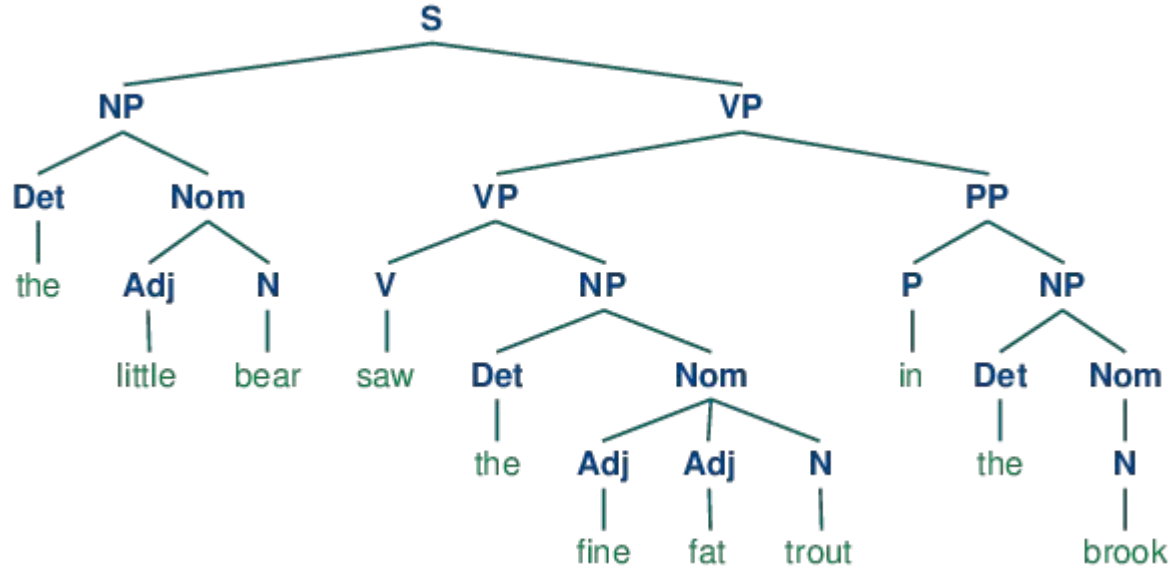 S
NP VP
Det Nom VP PP
the Adj N V NP P NP
little bear saw Det Nom in Det Nom
the Adj Adj N the N
fine fat trout brook